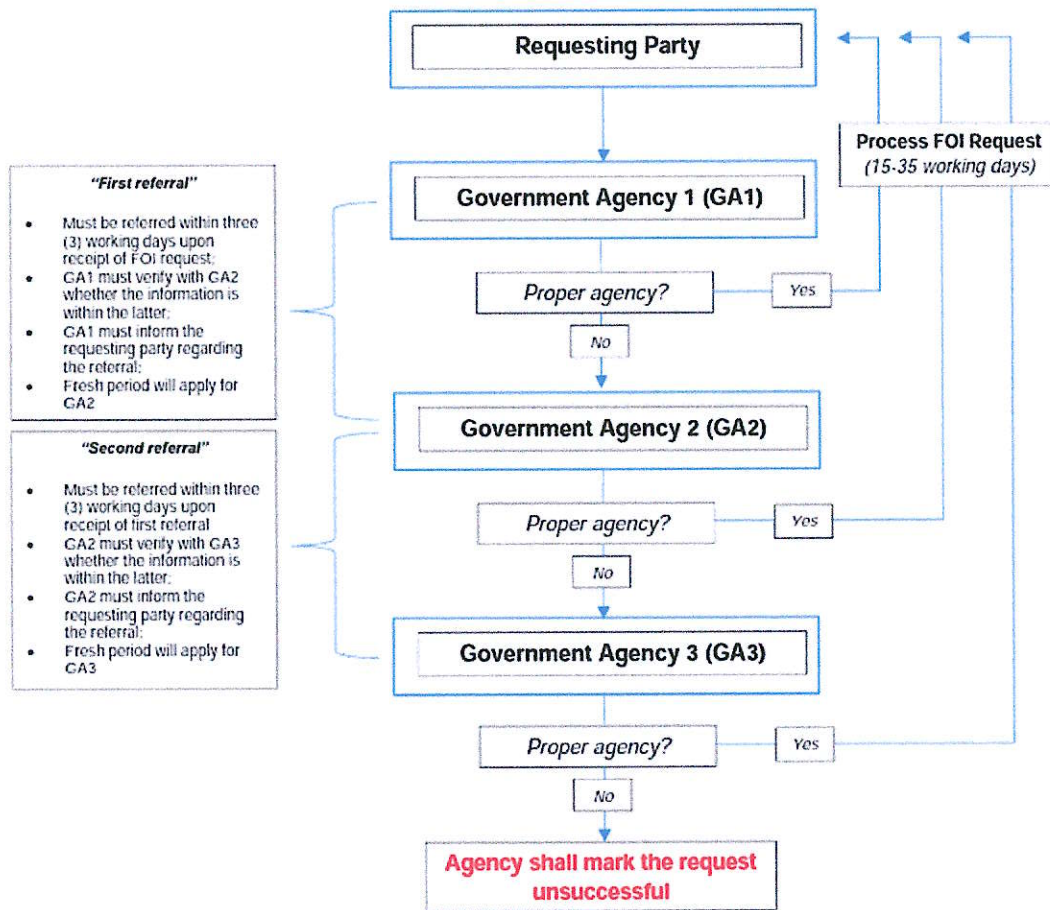 Requesting Party
Process FOI Request
(15-35 working days)
"First referral"
• Must be referred within three
(3) working days upon
receipt of FOI request;
• GA1 must verify with GA2
whether the information is
within the latter;
• GA1 must inform the
requesting party regarding
the referral;
• Fresh period will apply for
GA2
Government Agency 1 (GA1)
Proper agency?
Yes
No
Government Agency 2 (GA2)
"Second referral"
• Must be referred within three
(3) working days upon
receipt of first referral
• GA2 must verify with GA3
whether the information is
within the latter;
• GA2 must inform the
requesting party regarding
the referral;
• Fresh period will apply for
GA3
Proper agency?
Yes
No
Government Agency 3 (GA3)
Proper agency?
Yes
No
Agency shall mark the request
unsuccessful